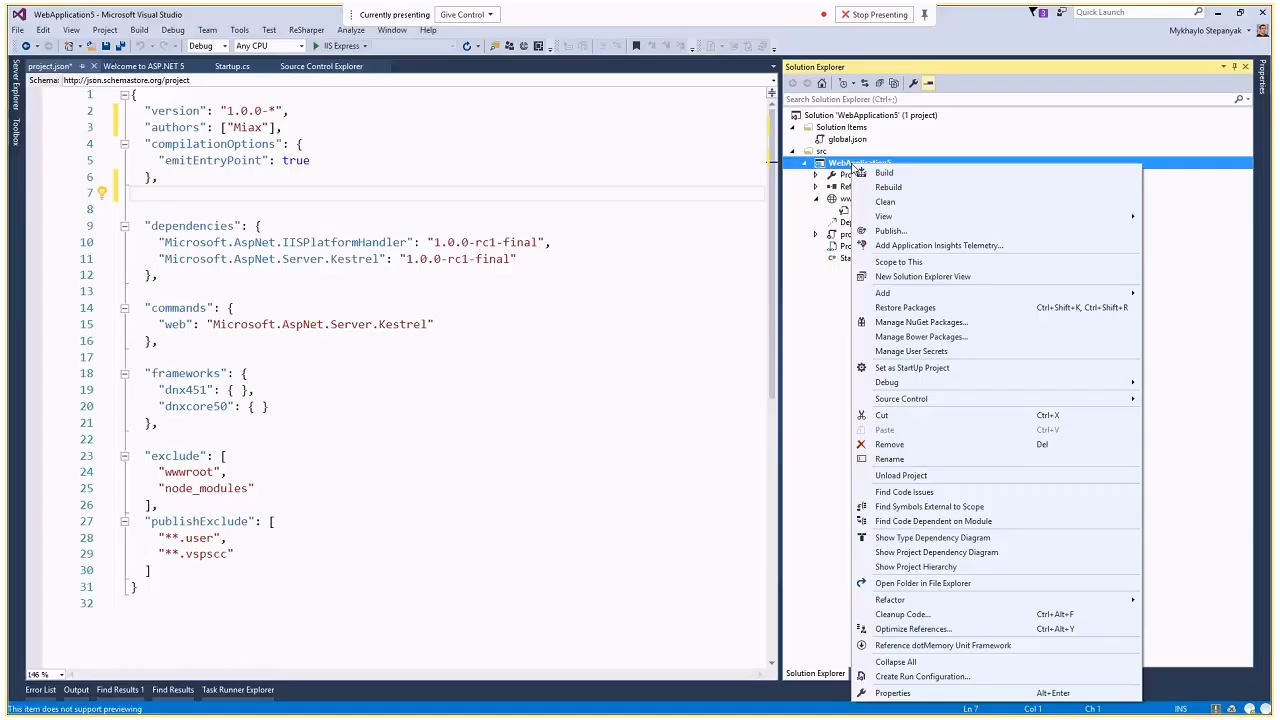 WebApplication5 - Microsoft Visual Studio
Currently presenting
Give Control
Stop Presenting
3
Quick Launch
File Edit View Project Build Debug Team Tools Test ReSharper Analyze Window Help
Mykhaylo Stepanyak
Debug
Any CPU
IIS Express
project.json*
Welcome to ASP.NET 5
Startup.cs
Source Control Explorer
Solution Explorer
Server Explorer
Toolbox
Properties
Schema: http://json.schemastore.org/project
Search Solution Explorer (Ctrl+;)
1 {
2 "version": "1.0.0-*",
3 "authors": ["Miax"],
4 "compilationOptions": {
5 "emitEntryPoint": true
6 },
7
8
9 "dependencies": {
10 "Microsoft.AspNet.IISPlatformHandler": "1.0.0-rc1-final",
11 "Microsoft.AspNet.Server.Kestrel": "1.0.0-rc1-final"
12 },
13
14 "commands": {
15 "web": "Microsoft.AspNet.Server.Kestrel"
16 },
17
18 "frameworks": {
19 "dnx451": { },
20 "dnxcore50": { }
21 },
22
23 "exclude": [
24 "wwwroot",
25 "node_modules"
26 ],
27 "publishExclude": [
28 "**.user",
29 "**.vspscc"
30 ]
31 }
32
Solution 'WebApplication5' (1 project)
Solution Items
global.json
src
WebApplication5
Build
Rebuild
Clean
View
Publish...
Add Application Insights Telemetry...
Scope to This
New Solution Explorer View
Add
Restore Packages Ctrl+Shift+K, Ctrl+Shift+R
Manage NuGet Packages...
Manage Bower Packages...
Manage User Secrets
Set as StartUp Project
Debug
Source Control
Cut Ctrl+X
Paste Ctrl+V
Remove Del
Rename
Unload Project
Find Code Issues
Find Symbols External to Scope
Find Code Dependent on Module
Show Type Dependency Diagram
Show Project Dependency Diagram
Show Project Hierarchy
Open Folder in File Explorer
Refactor
Cleanup Code... Ctrl+Alt+F
Optimize References... Ctrl+Alt+Y
Reference dotMemory Unit Framework
Collapse All
Create Run Configuration...
Properties Alt+Enter
146 %
Solution Explorer
Error List Output Find Results 1 Find Results Task Runner Explorer
This item does not support previewing
Ln 7 Col 1 Ch 1 INS